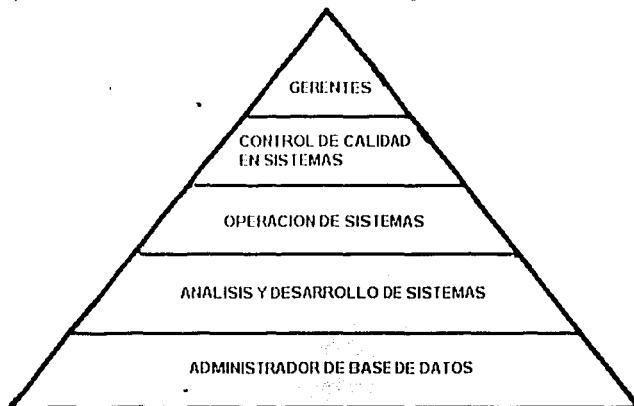 GERENTES
CONTROL DE CALIDAD
EN SISTEMAS
OPERACION DE SISTEMAS
ANALISIS Y DESARROLLO DE SISTEMAS
ADMINISTRADOR DE BASE DE DATOS